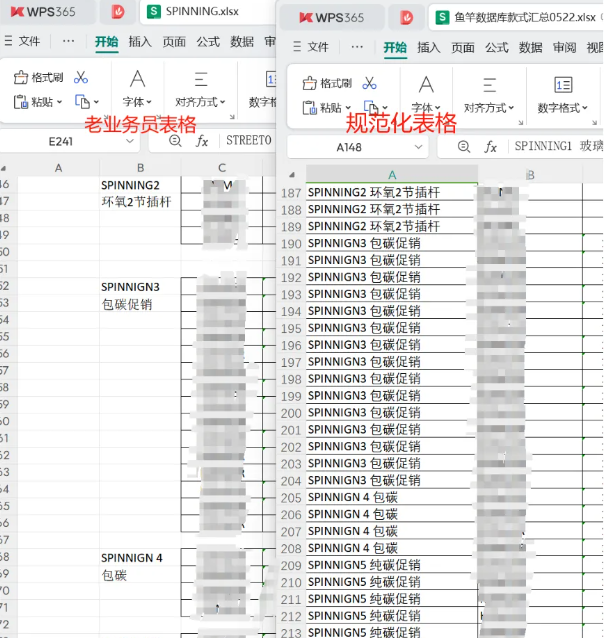 WPS365
SPINNING.xlsx
文件
···
开始
插入
页面
公式
数据
审
格式刷
粘贴
字体
对齐方式
数字格
老业务员表格
E241
fx
STREETO
A
B
C
46
SPINNING2
47
环氧2节插杆
48
49
50
51
52
SPINNIGN3
53
包碳促销
54
55
56
57
58
59
60
61
62
63
64
65
66
67
68
SPINNIGN 4
69
包碳
70
71
72
WPS365
鱼竿数据库款式汇总0522.xlsx
文件
···
开始
插入
页面
公式
数据
审阅
视图
格式刷
粘贴
字体
对齐方式
数字格式
规范化表格
A148
fx
SPINNING1 玻璃
A
B
187 SPINNING2 环氧2节插杆
188 SPINNING2 环氧2节插杆
189 SPINNING2 环氧2节插杆
190 SPINNIGN3 包碳促销
191 SPINNIGN3 包碳促销
192 SPINNIGN3 包碳促销
193 SPINNIGN3 包碳促销
194 SPINNIGN3 包碳促销
195 SPINNIGN3 包碳促销
196 SPINNIGN3 包碳促销
197 SPINNIGN3 包碳促销
198 SPINNIGN3 包碳促销
199 SPINNIGN3 包碳促销
200 SPINNIGN3 包碳促销
201 SPINNIGN3 包碳促销
202 SPINNIGN3 包碳促销
203 SPINNIGN3 包碳促销
204 SPINNIGN3 包碳促销
205 SPINNIGN 4 包碳
206 SPINNIGN 4 包碳
207 SPINNIGN 4 包碳
208 SPINNIGN 4 包碳
209 SPINNIGN5 纯碳促销
210 SPINNIGN5 纯碳促销
211 SPINNIGN5 纯碳促销
212 SPINNIGN5 纯碳促销
213 SPINNIGN5 纯碳促销